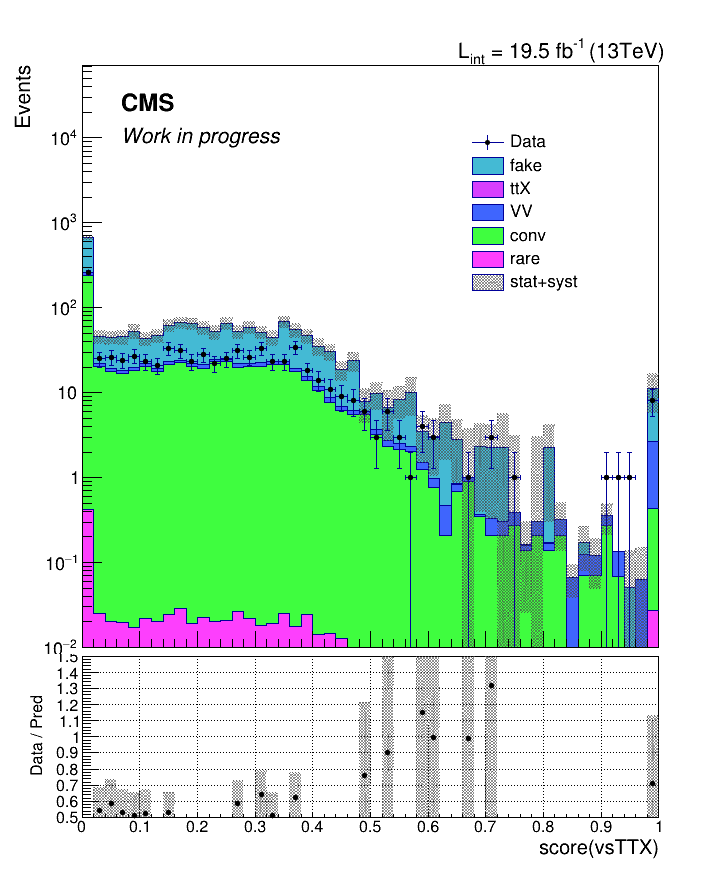 L_int = 19.5 fb^-1 (13TeV)
Events
CMS
Work in progress
Data
fake
ttX
VV
conv
rare
stat+syst
10^4
10^3
10^2
10
1
10^-1
10^-2
Data / Pred
1.5
1.4
1.3
1.2
1.1
1
0.9
0.8
0.7
0.6
0.5
0 0.1 0.2 0.3 0.4 0.5 0.6 0.7 0.8 0.9 1
score(vsTTX)